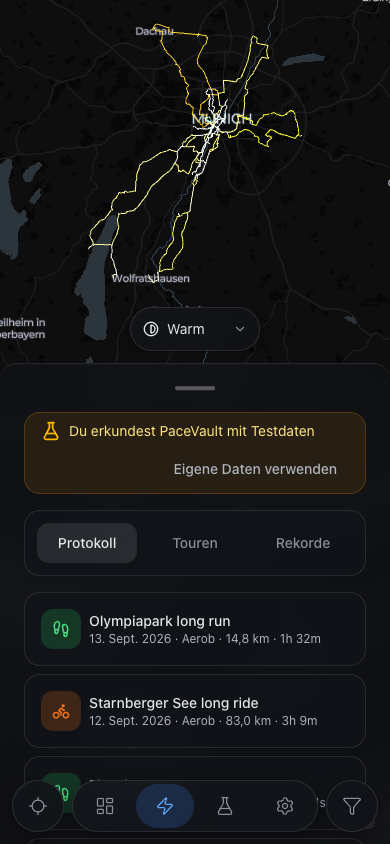 Dachau
MUNICH
Wolfratshausen
eilheim in
erbayern
Warm
Du erkundest PaceVault mit Testdaten
Eigene Daten verwenden
Protokoll
Touren
Rekorde
Olympiapark long run
13. Sept. 2026 · Aerob · 14,8 km · 1h 32m
Starnberger See long ride
12. Sept. 2026 · Aerob · 83,0 km · 3h 9m